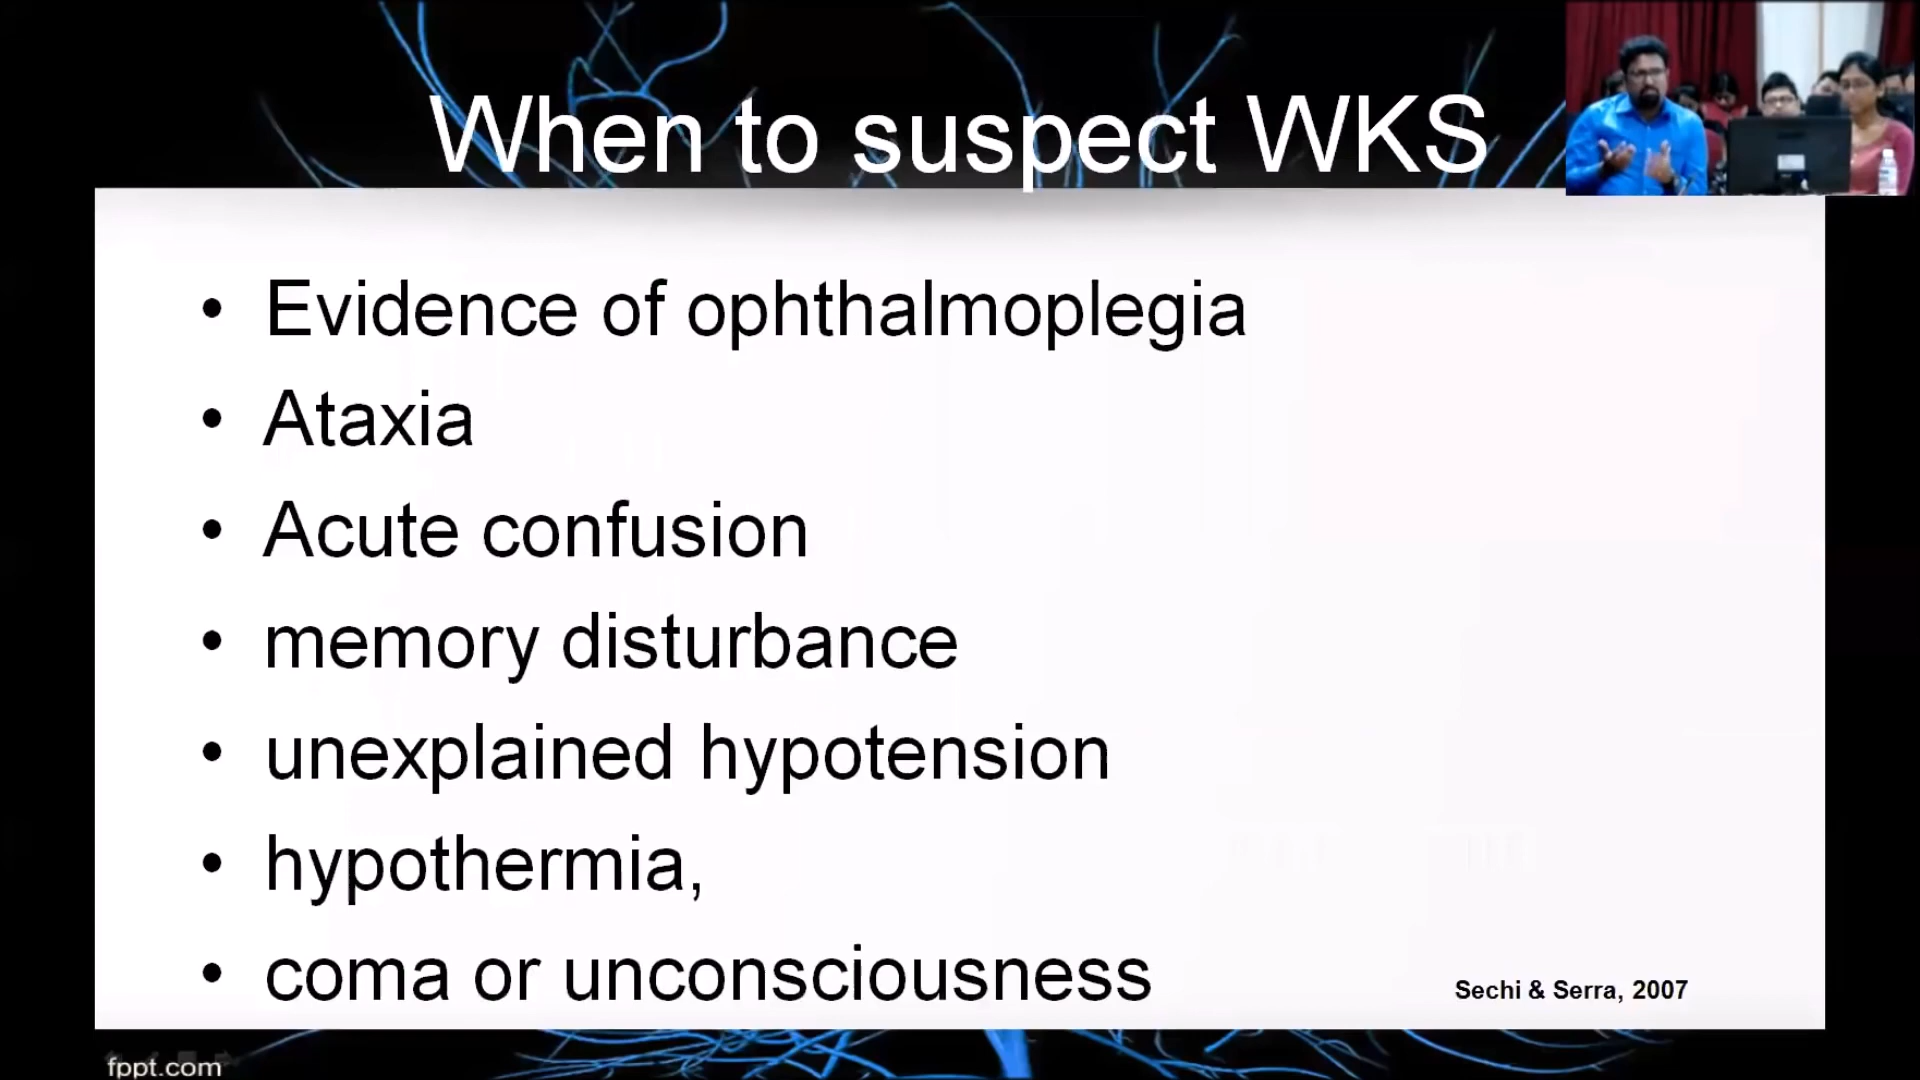 When to suspect WKS
• Evidence of ophthalmoplegia
• Ataxia
• Acute confusion
• memory disturbance
• unexplained hypotension
• hypothermia,
• coma or unconsciousness
Sechi & Serra, 2007
fppt.com